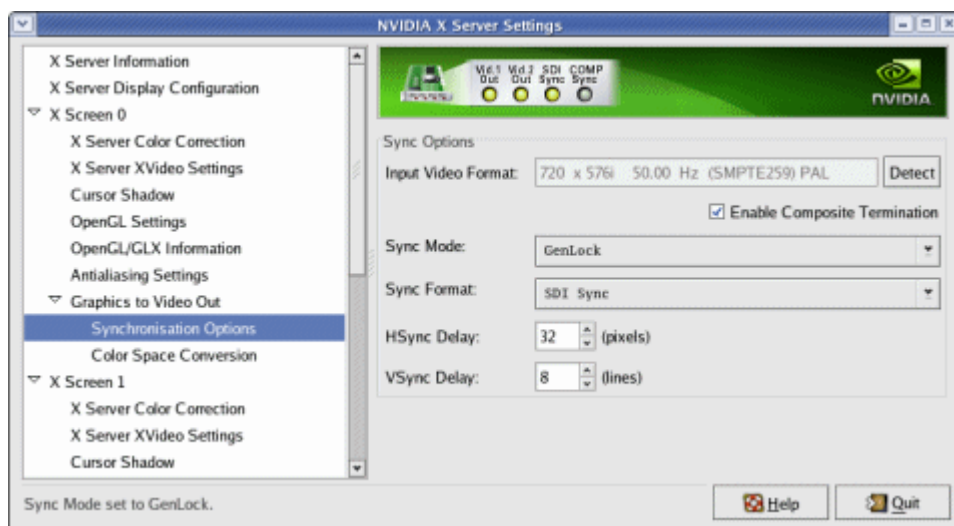 NVIDIA X Server Settings
X Server Information
X Server Display Configuration
X Screen 0
X Server Color Correction
X Server XVideo Settings
Cursor Shadow
OpenGL Settings
OpenGL/GLX Information
Antialiasing Settings
Graphics to Video Out
Synchronisation Options
Color Space Conversion
X Screen 1
X Server Color Correction
X Server XVideo Settings
Cursor Shadow
Vid.1 Vid.2 SDI COMP
Out Out Sync Sync
NVIDIA.
Sync Options
Input Video Format: 720 x 576i 50.00 Hz (SMPTE259) PAL Detect
Enable Composite Termination
Sync Mode: GenLock
Sync Format: SDI Sync
HSync Delay: 32 (pixels)
VSync Delay: 8 (lines)
Sync Mode set to GenLock.
Help Quit